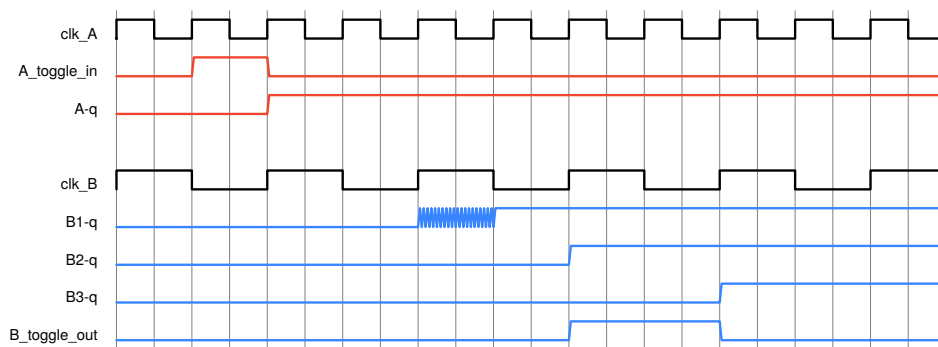 clk_A
A_toggle_in
A-q
clk_B
B1-q
B2-q
B3-q
B_toggle_out